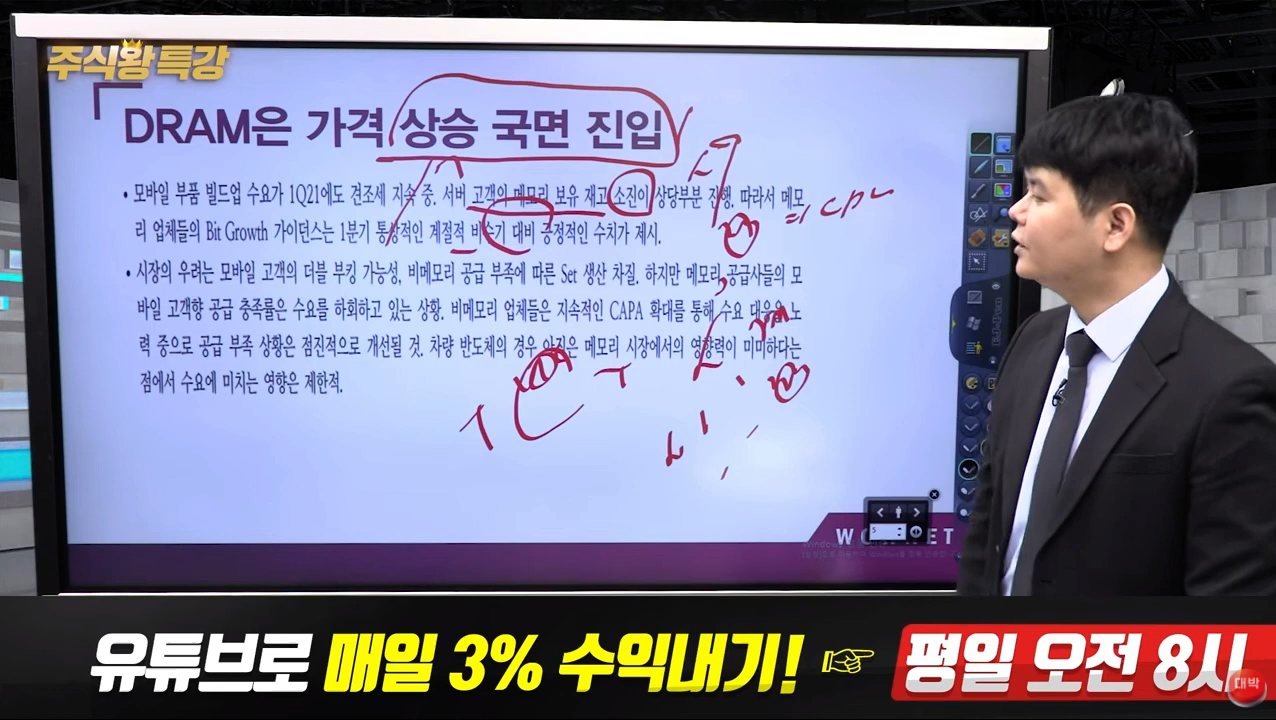 주식왕 특강
DRAM은 가격 상승 국면 진입
• 모바일 부품 빌드업 수요가 1Q21에도 견조세 지속 중. 서버 고객의 메모리 보유 재고 소진이 상당부분 진행. 따라서 메모
리 업체들의 Bit Growth 가이던스는 1분기 통상적인 계절적 비수기 대비 긍정적인 수치가 제시.
• 시장의 우려는 모바일 고객의 더블 부킹 가능성, 비메모리 공급 부족에 따른 Set 생산 차질. 하지만 메모리 공급사들의 모
바일 고객향 공급 충족률은 수요를 하회하고 있는 상황. 비메모리 업체들은 지속적인 CAPA 확대를 통해 수요 대응을 노
력 중으로 공급 부족 상황은 점진적으로 개선될 것. 차량 반도체의 경우 아직은 메모리 시장에서의 영향력이 미미하다는
점에서 수요에 미치는 영향은 제한적.
5
유튜브로 매일 3% 수익내기! ☞ 평일 오전 8시
대박